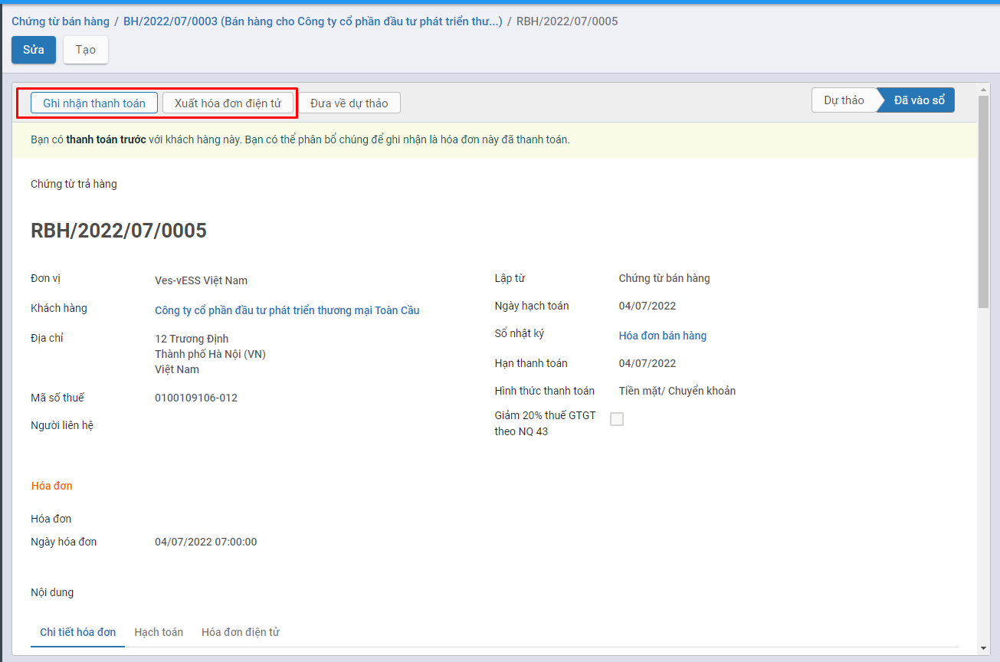 Chứng từ bán hàng / BH/2022/07/0003 (Bán hàng cho Công ty cổ phần đầu tư phát triển thư...) / RBH/2022/07/0005
Sửa Tạo
Ghi nhận thanh toán Xuất hóa đơn điện tử Đưa về dự thảo Dự thảo Đã vào sổ
Bạn có thanh toán trước với khách hàng này. Bạn có thể phân bổ chúng để ghi nhận là hóa đơn này đã thanh toán.
Chứng từ trả hàng
RBH/2022/07/0005
Đơn vị Ves-vESS Việt Nam
Khách hàng Công ty cổ phần đầu tư phát triển thương mại Toàn Cầu
Địa chỉ 12 Trương Định
Thành phố Hà Nội (VN)
Việt Nam
Mã số thuế 0100109106-012
Người liên hệ
Lập từ Chứng từ bán hàng
Ngày hạch toán 04/07/2022
Sổ nhật ký Hóa đơn bán hàng
Hạn thanh toán 04/07/2022
Hình thức thanh toán Tiền mặt/ Chuyển khoản
Giảm 20% thuế GTGT
theo NQ 43
Hóa đơn
Hóa đơn
Ngày hóa đơn 04/07/2022 07:00:00
Nội dung
Chi tiết hóa đơn Hạch toán Hóa đơn điện tử